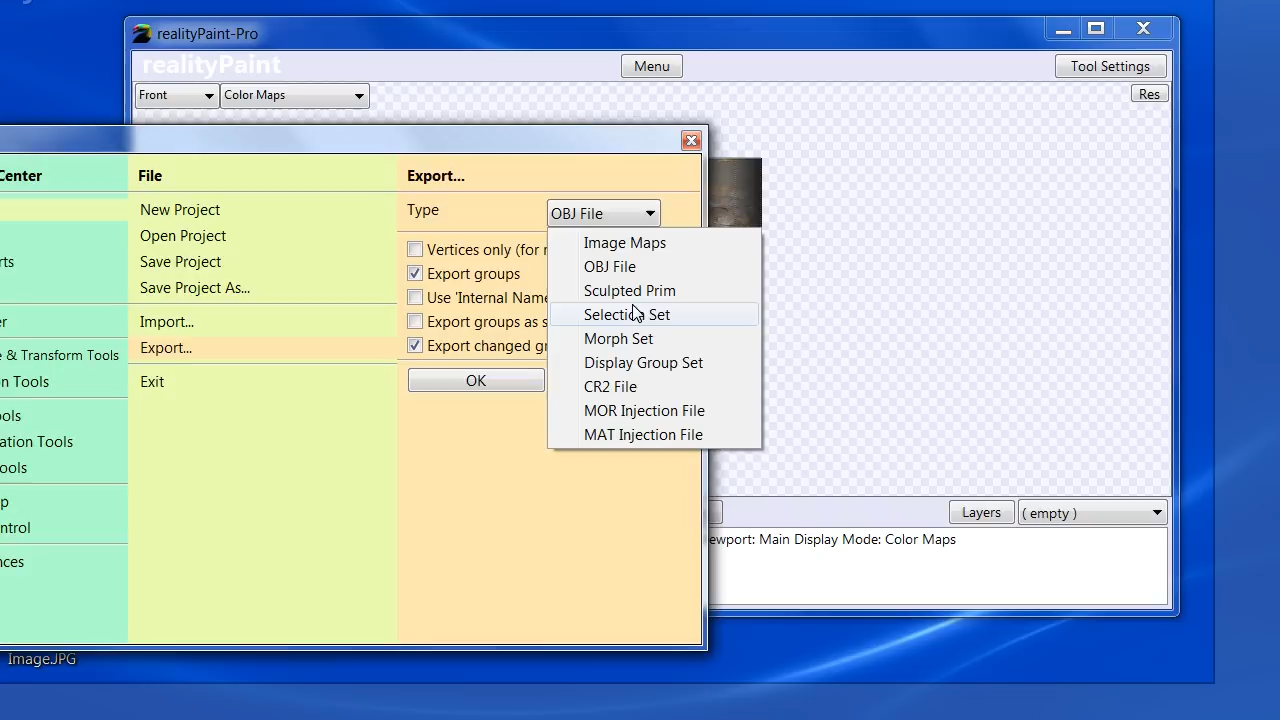 realityPaint-Pro
realityPaint
Menu
Tool Settings
Front
Color Maps
Res
Center
File
Export...
New Project
Type
OBJ File
Open Project
Save Project
Save Project As...
Import...
Export...
Exit
Vertices only (for
Export groups
Use 'Internal Name
Export groups as s
Export changed gr
OK
Image Maps
OBJ File
Sculpted Prim
Selection Set
Morph Set
Display Group Set
CR2 File
MOR Injection File
MAT Injection File
rts
er
e & Transform Tools
n Tools
ols
ation Tools
ools
p
ntrol
nces
Layers
( empty )
ewport: Main Display Mode: Color Maps
Image.JPG